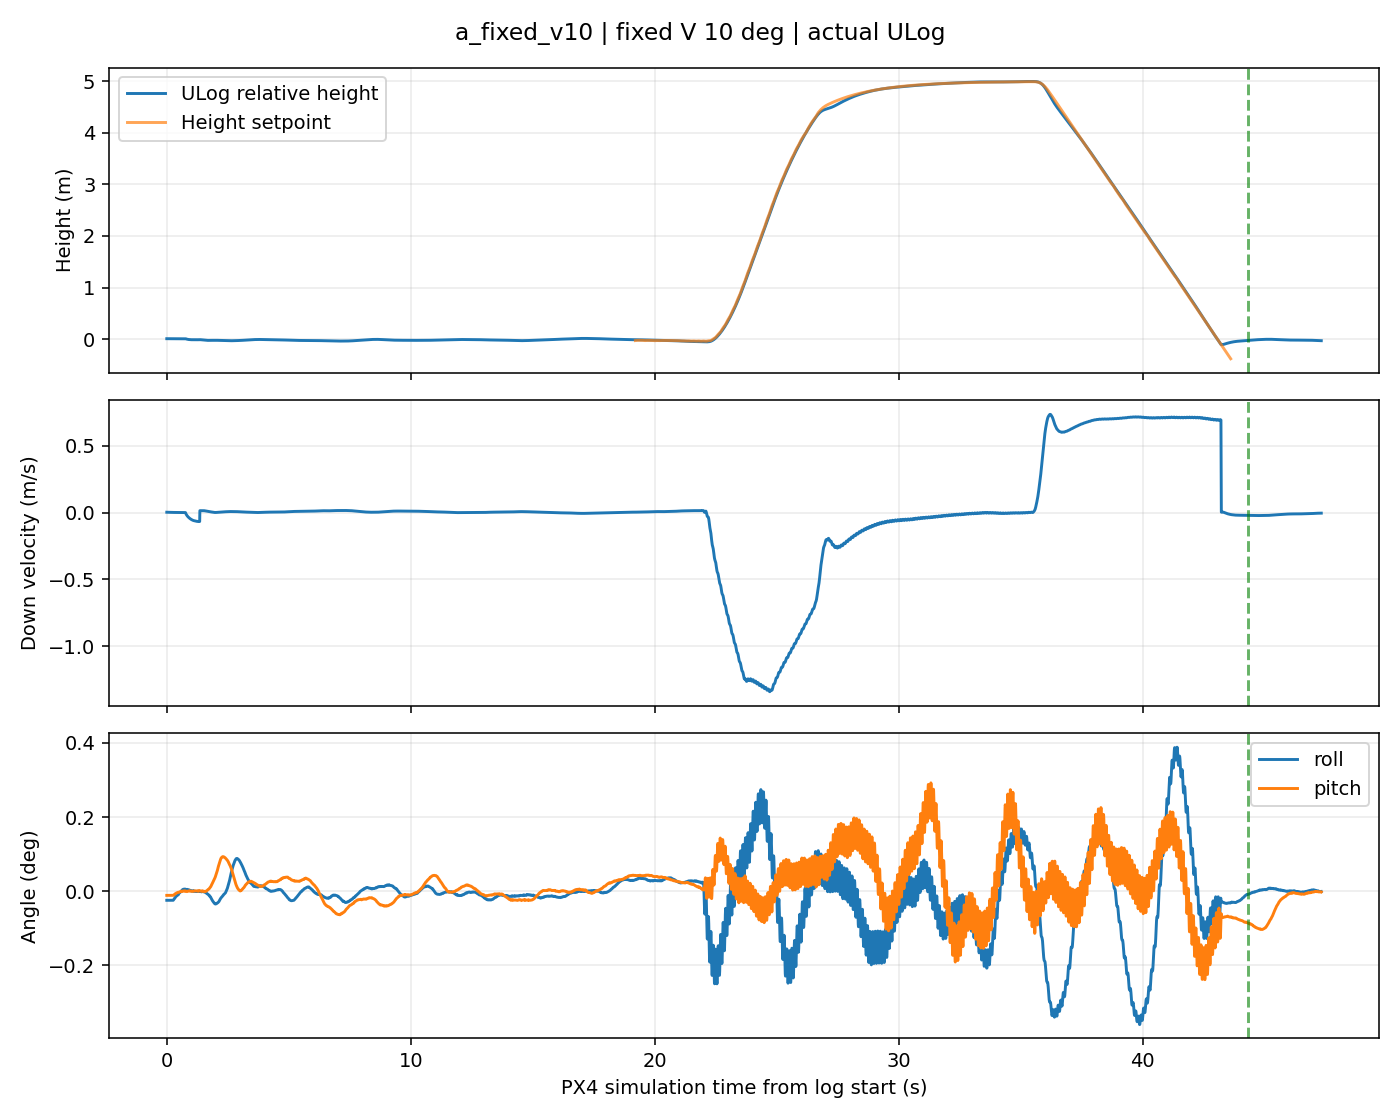 a_fixed_v10 | fixed V 10 deg | actual ULog
ULog relative height
Height setpoint
Height (m)
5
4
3
2
1
0
Down velocity (m/s)
0.5
0.0
−0.5
−1.0
roll
pitch
Angle (deg)
0.4
0.2
0.0
−0.2
0
10
20
30
40
PX4 simulation time from log start (s)